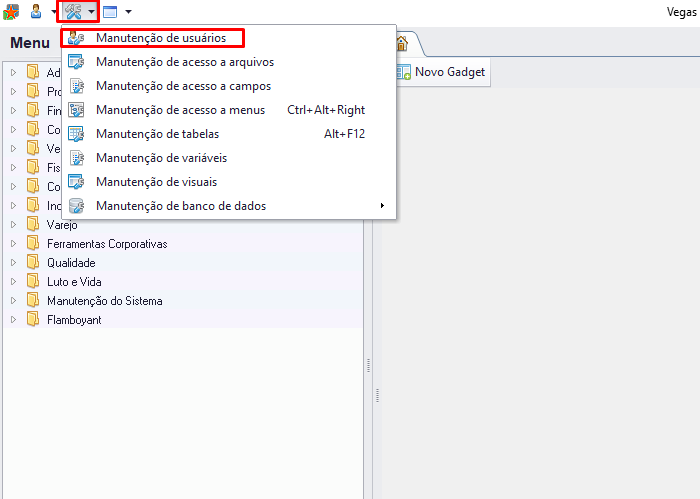 Vegas
Menu
Manutenção de usuários
Manutenção de acesso a arquivos
Manutenção de acesso a campos
Manutenção de acesso a menus Ctrl+Alt+Right
Manutenção de tabelas Alt+F12
Manutenção de variáveis
Manutenção de visuais
Manutenção de banco de dados
Novo Gadget
Ad
Pro
Fin
Co
Ve
Fis
Co
Ind
Varejo
Ferramentas Corporativas
Qualidade
Luto e Vida
Manutenção do Sistema
Flamboyant